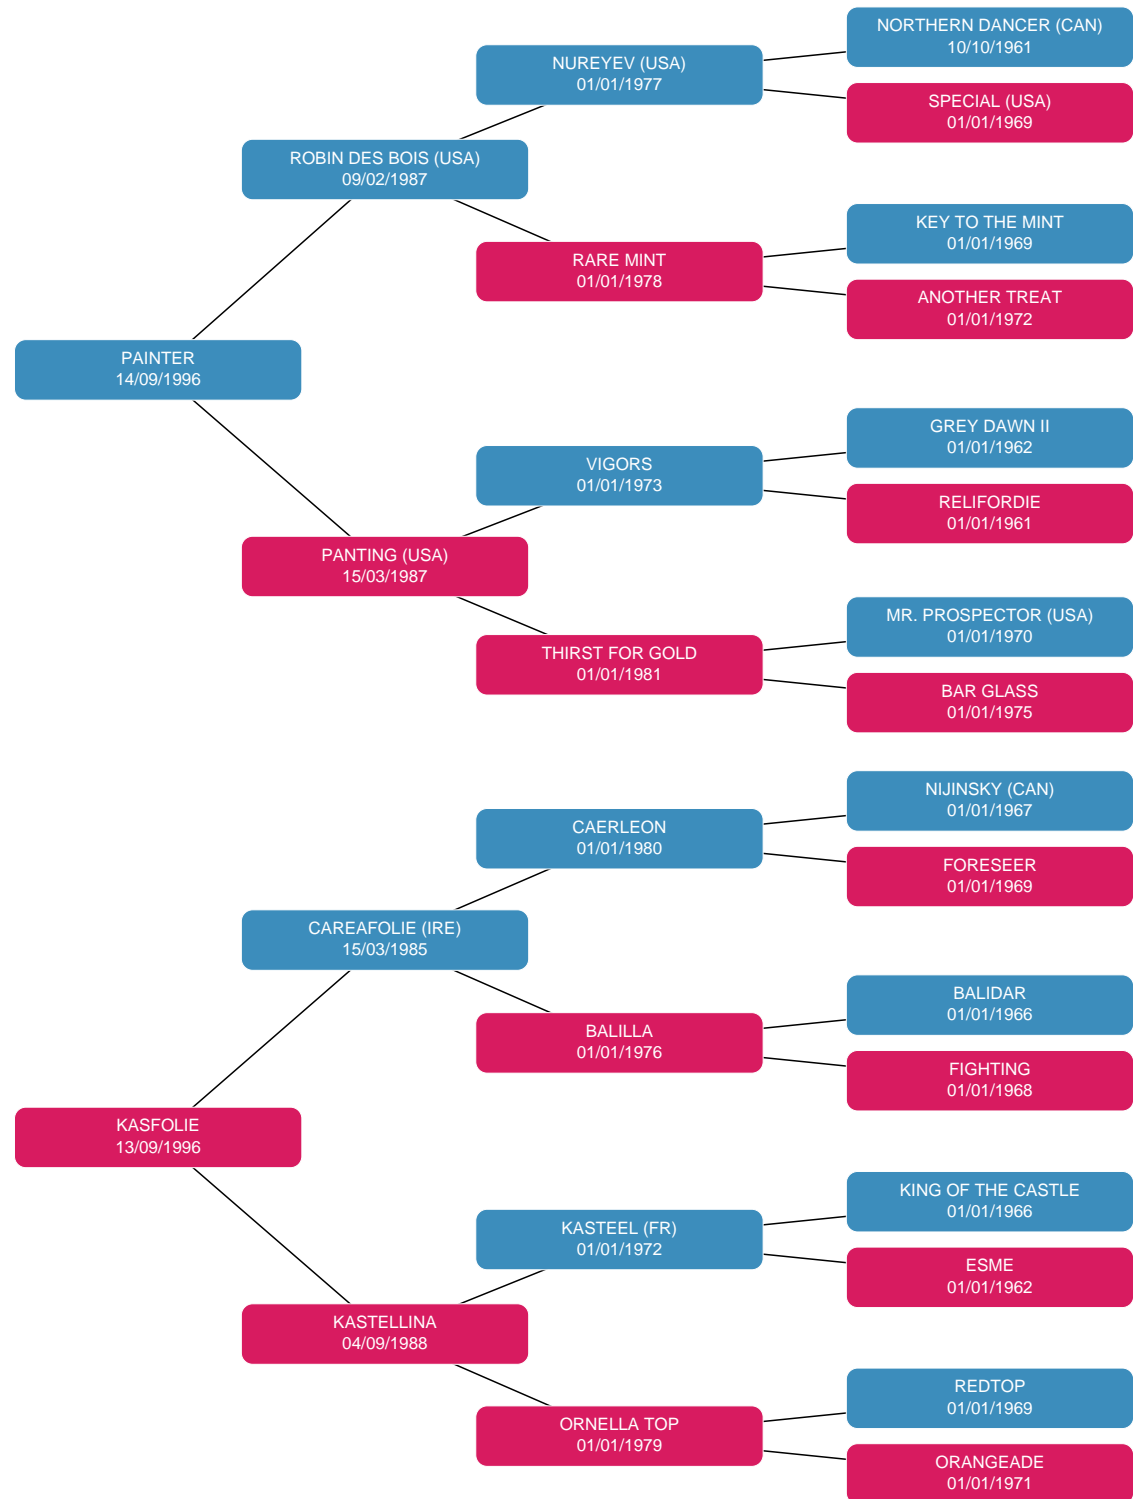 NORTHERN DANCER (CAN)
10/10/1961
NUREYEV (USA)
01/01/1977
SPECIAL (USA)
01/01/1969
ROBIN DES BOIS (USA)
09/02/1987
KEY TO THE MINT
01/01/1969
RARE MINT
01/01/1978
ANOTHER TREAT
01/01/1972
PAINTER
14/09/1996
GREY DAWN II
01/01/1962
VIGORS
01/01/1973
RELIFORDIE
01/01/1961
PANTING (USA)
15/03/1987
MR. PROSPECTOR (USA)
01/01/1970
THIRST FOR GOLD
01/01/1981
BAR GLASS
01/01/1975
NIJINSKY (CAN)
01/01/1967
CAERLEON
01/01/1980
FORESEER
01/01/1969
CAREAFOLIE (IRE)
15/03/1985
BALIDAR
01/01/1966
BALILLA
01/01/1976
FIGHTING
01/01/1968
KASFOLIE
13/09/1996
KING OF THE CASTLE
01/01/1966
KASTEEL (FR)
01/01/1972
ESME
01/01/1962
KASTELLINA
04/09/1988
REDTOP
01/01/1969
ORNELLA TOP
01/01/1979
ORANGEADE
01/01/1971